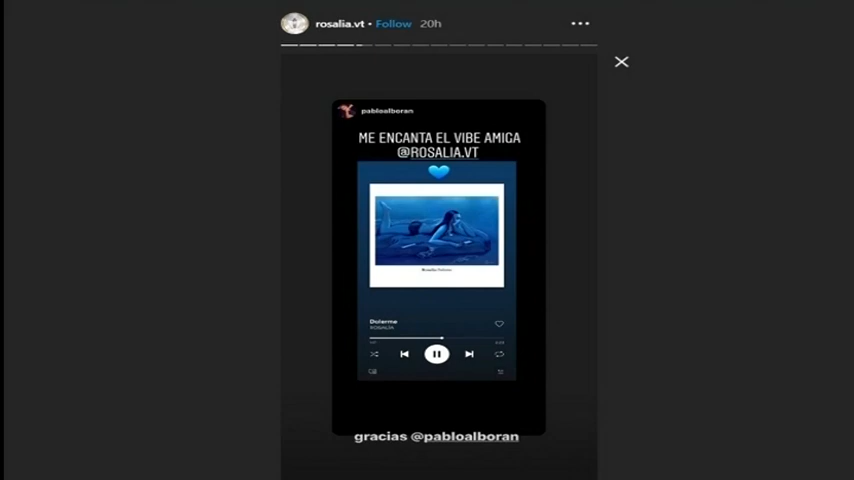 rosalia.vt • Follow 20h
pabloalboran
ME ENCANTA EL VIBE AMIGA
@ROSALIA.VT
Dolerme
ROSALÍA
gracias @pabloalboran